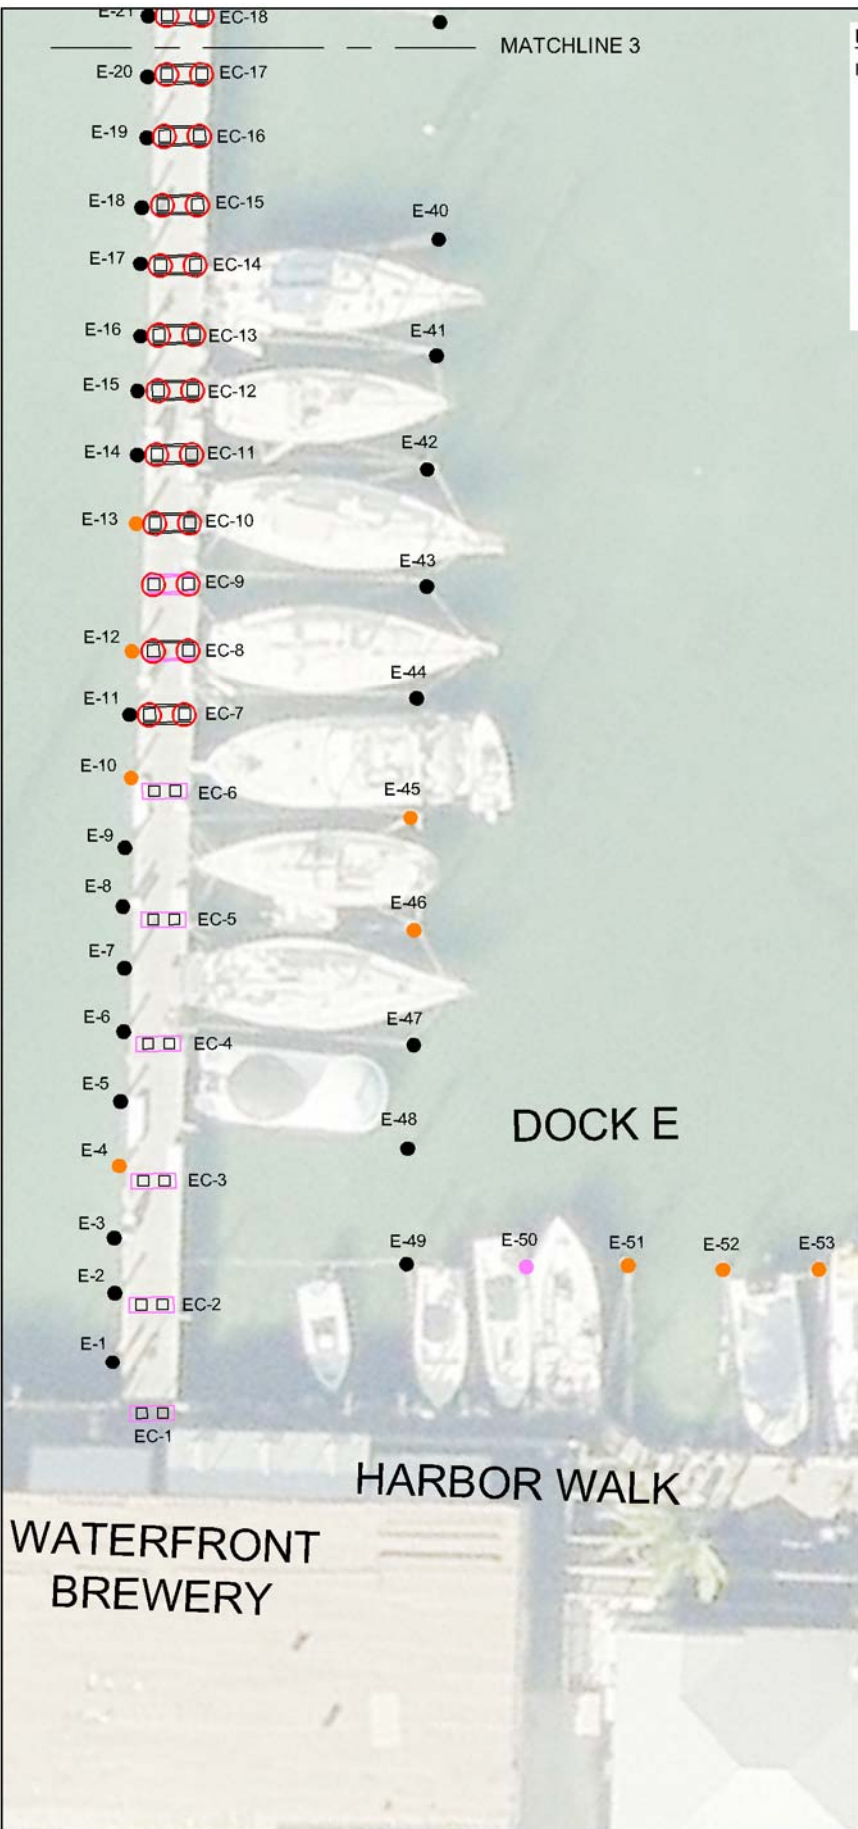 E-21 EC-18
MATCHLINE 3
E-20 EC-17
E-19 EC-16
E-18 EC-15
E-40
E-17 EC-14
E-16 EC-13
E-41
E-15 EC-12
E-14 EC-11
E-42
E-13 EC-10
EC-9
E-43
E-12 EC-8
E-44
E-11 EC-7
E-10
EC-6
E-45
E-9
E-8
EC-5
E-46
E-7
E-6
EC-4
E-47
E-5
E-48
DOCK E
E-4
EC-3
E-3
E-49 E-50 E-51 E-52 E-53
E-2
EC-2
E-1
EC-1
HARBOR WALK
WATERFRONT
BREWERY